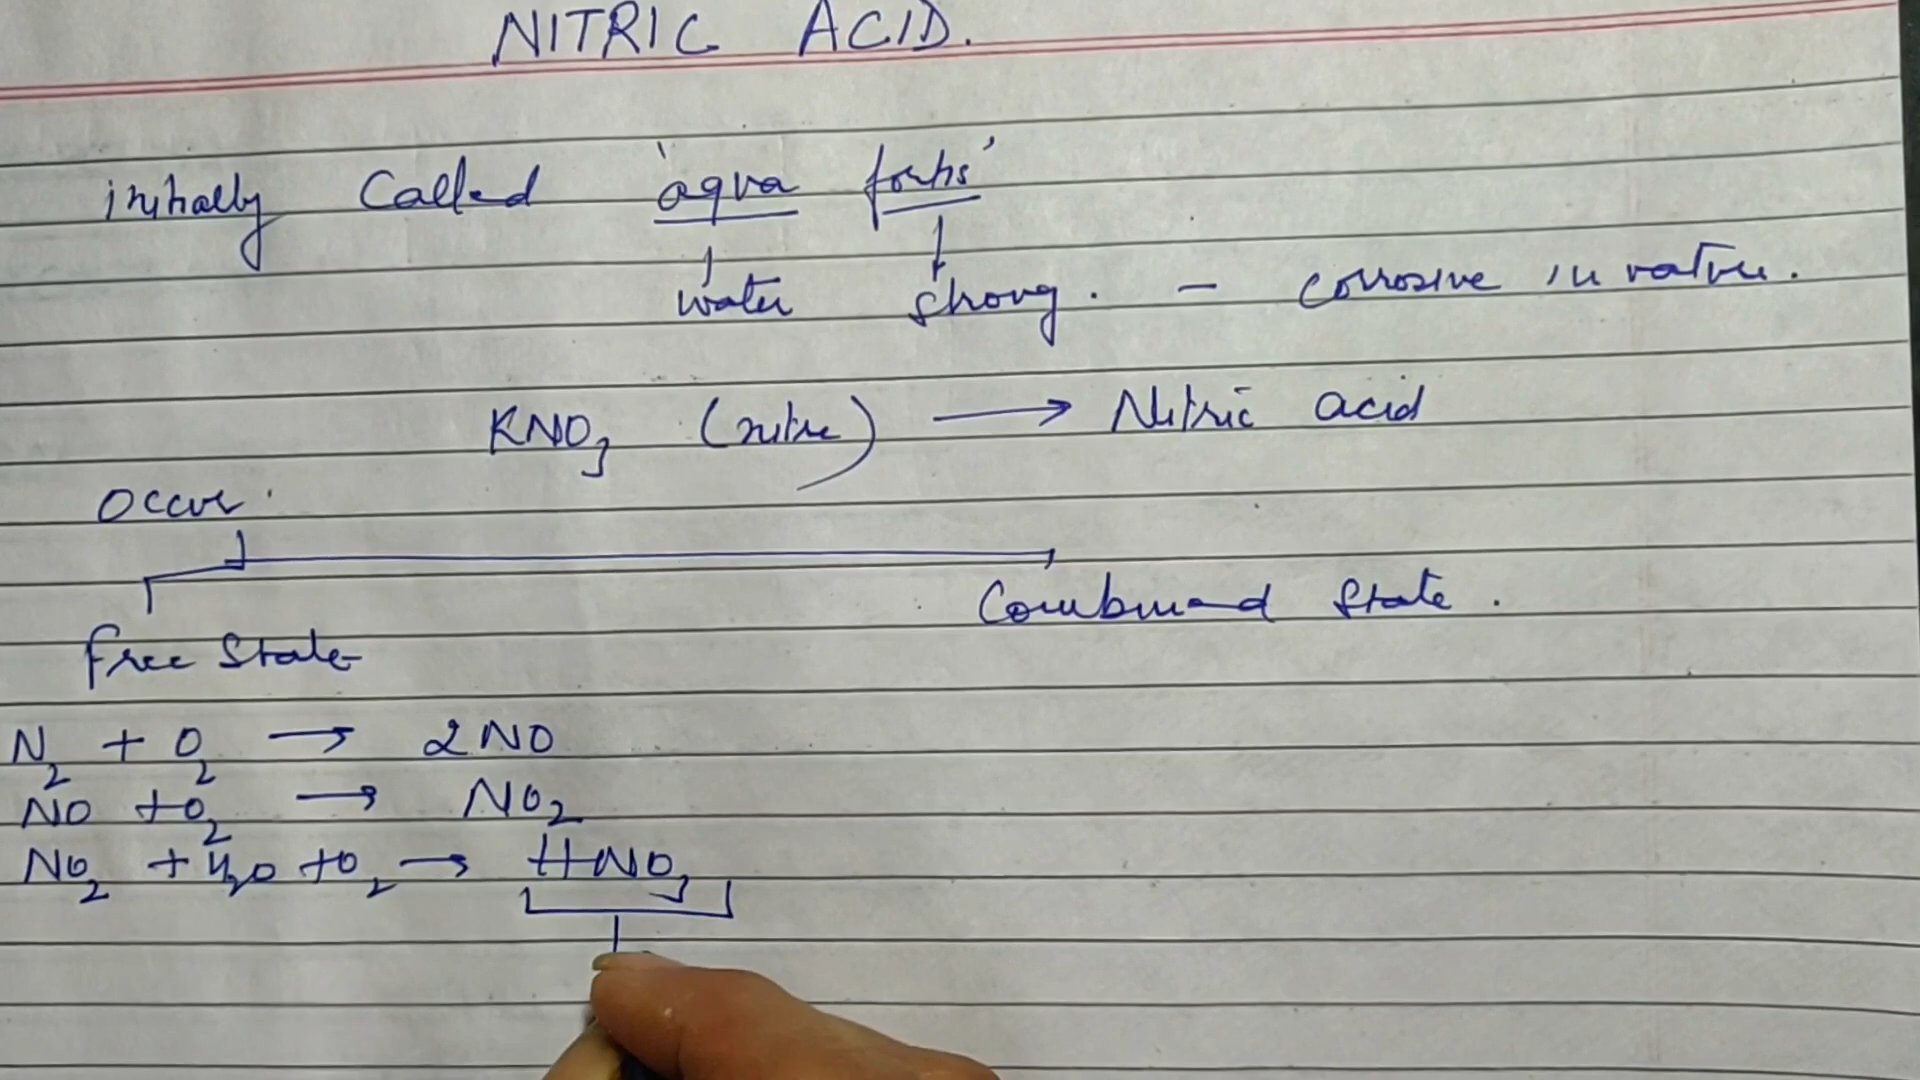 NITRIC ACID.
initially Called 'aqua fortis'
water strong. - corrosive in nature.
KNO3 (nitre) → Nitric acid
Occur.
Combined State.
free State
N2 + O2 → 2NO
NO + O2 → NO2
NO2 + H2O + O2 → HNO3